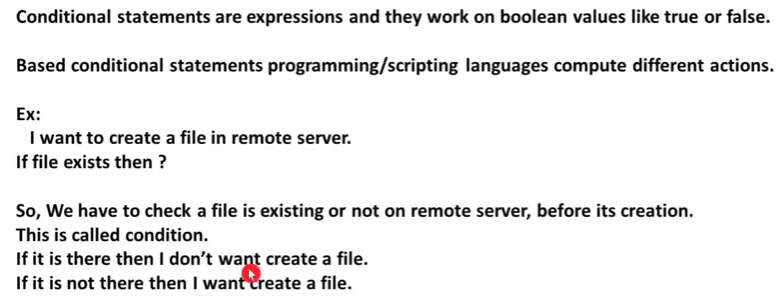 Conditional statements are expressions and they work on boolean values like true or false.
Based conditional statements programming/scripting languages compute different actions.
Ex:
I want to create a file in remote server.
If file exists then ?
So, We have to check a file is existing or not on remote server, before its creation.
This is called condition.
If it is there then I don't want create a file.
If it is not there then I want create a file.